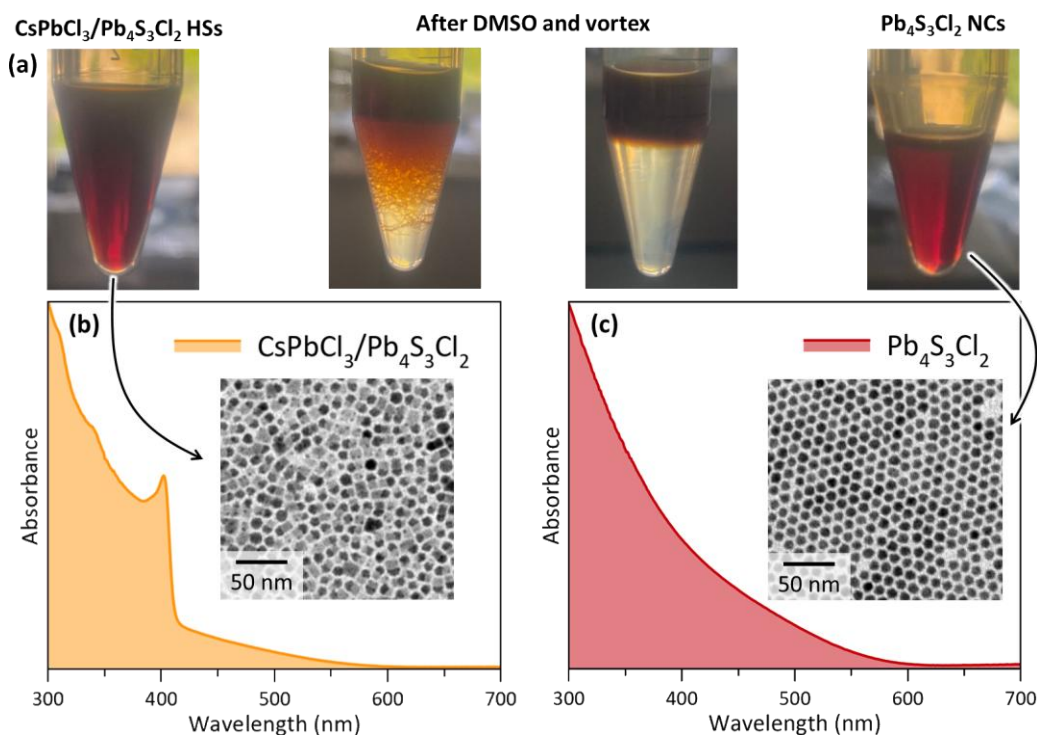 CsPbCl₃/Pb₄S₃Cl₂ HSs
After DMSO and vortex
Pb₄S₃Cl₂ NCs
(a)
(b)
CsPbCl₃/Pb₄S₃Cl₂
50 nm
Absorbance
300
400
500
600
700
Wavelength (nm)
(c)
Pb₄S₃Cl₂
50 nm
Absorbance
300
400
500
600
700
Wavelength (nm)